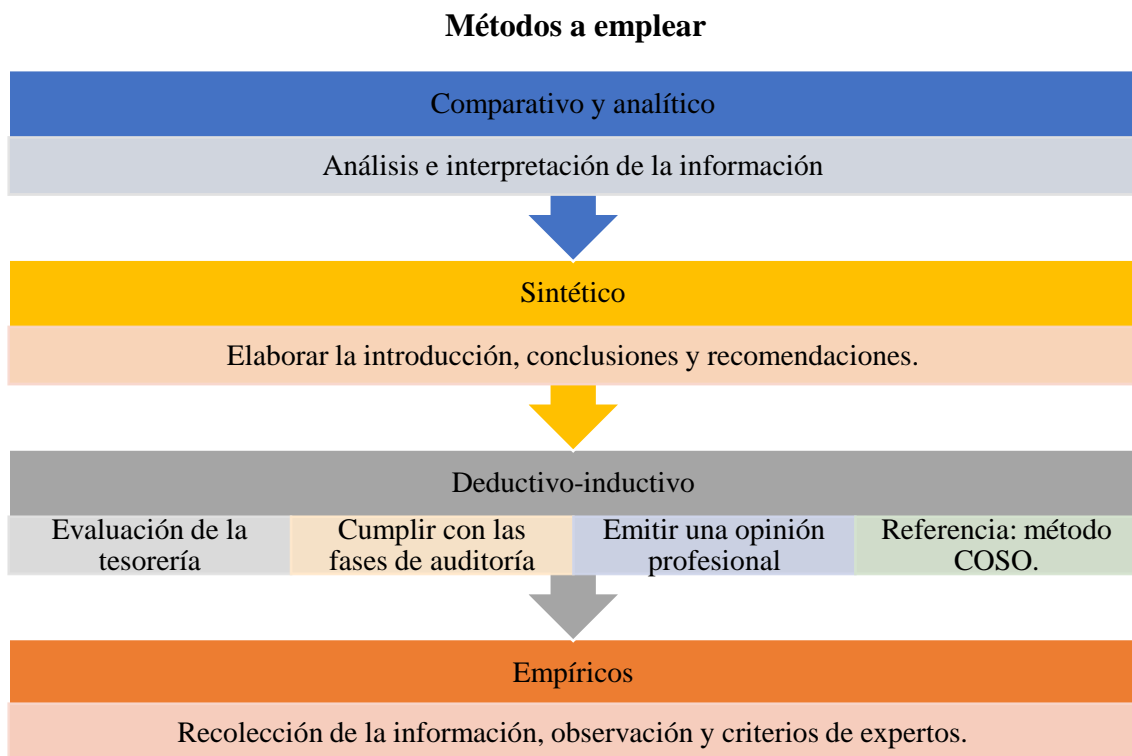 Métodos a emplear
Comparativo y analítico
Análisis e interpretación de la información
Sintético
Elaborar la introducción, conclusiones y recomendaciones.
Deductivo-inductivo
Evaluación de la
tesorería
Cumplir con las
fases de auditoría
Emitir una opinión
profesional
Referencia: método
COSO.
Empíricos
Recolección de la información, observación y criterios de expertos.